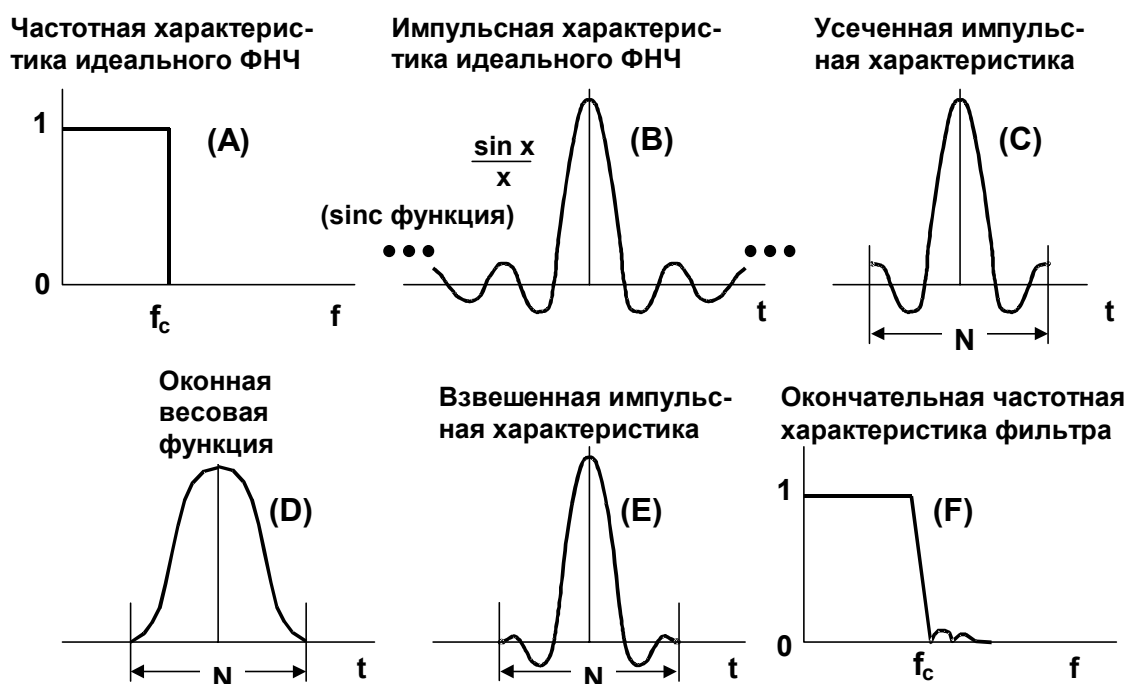 Частотная характерис-
тика идеального ФНЧ
1
(A)
0
fc
f
Импульсная характерис-
тика идеального ФНЧ
(B)
sin x
x
(sinc функция)
t
Усеченная импульс-
ная характеристика
(C)
N
t
Оконная
весовая
функция
(D)
N
t
Взвешенная импульс-
ная характеристика
(E)
N
t
Окончательная частотная
характеристика фильтра
1
(F)
0
fc
f